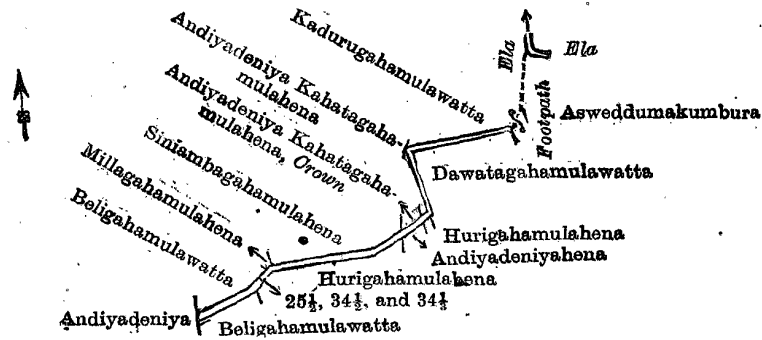 Kadurugahamulawatta
Andiyadeniya Kahatagaha-
mulahena
Andiyadeniya Kahatagaha-
mulahena, Crown
Siniambagahamulahena
Millagahamulahena
Beligahamulawatta
Ela
Ela
Footpath
Asweddumakumbura
Dawatagahamulawatta
Hurigahamulahena
Andiyadeniyahena
Hurigahamulahena
25½, 34½, and 34⅓
Andiyadeniya
Beligahamulawatta